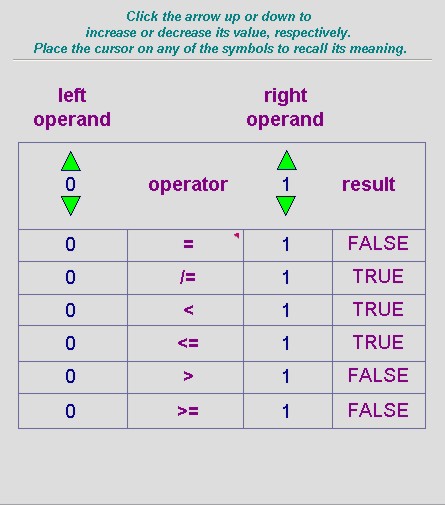 Click the arrow up or down to
increase or decrease its value, respectively.
Place the cursor on any of the symbols to recall its meaning.
left right
operand operand
0 operator 1 result
0 = 1 FALSE
0 /= 1 TRUE
0 < 1 TRUE
0 <= 1 TRUE
0 > 1 FALSE
0 >= 1 FALSE